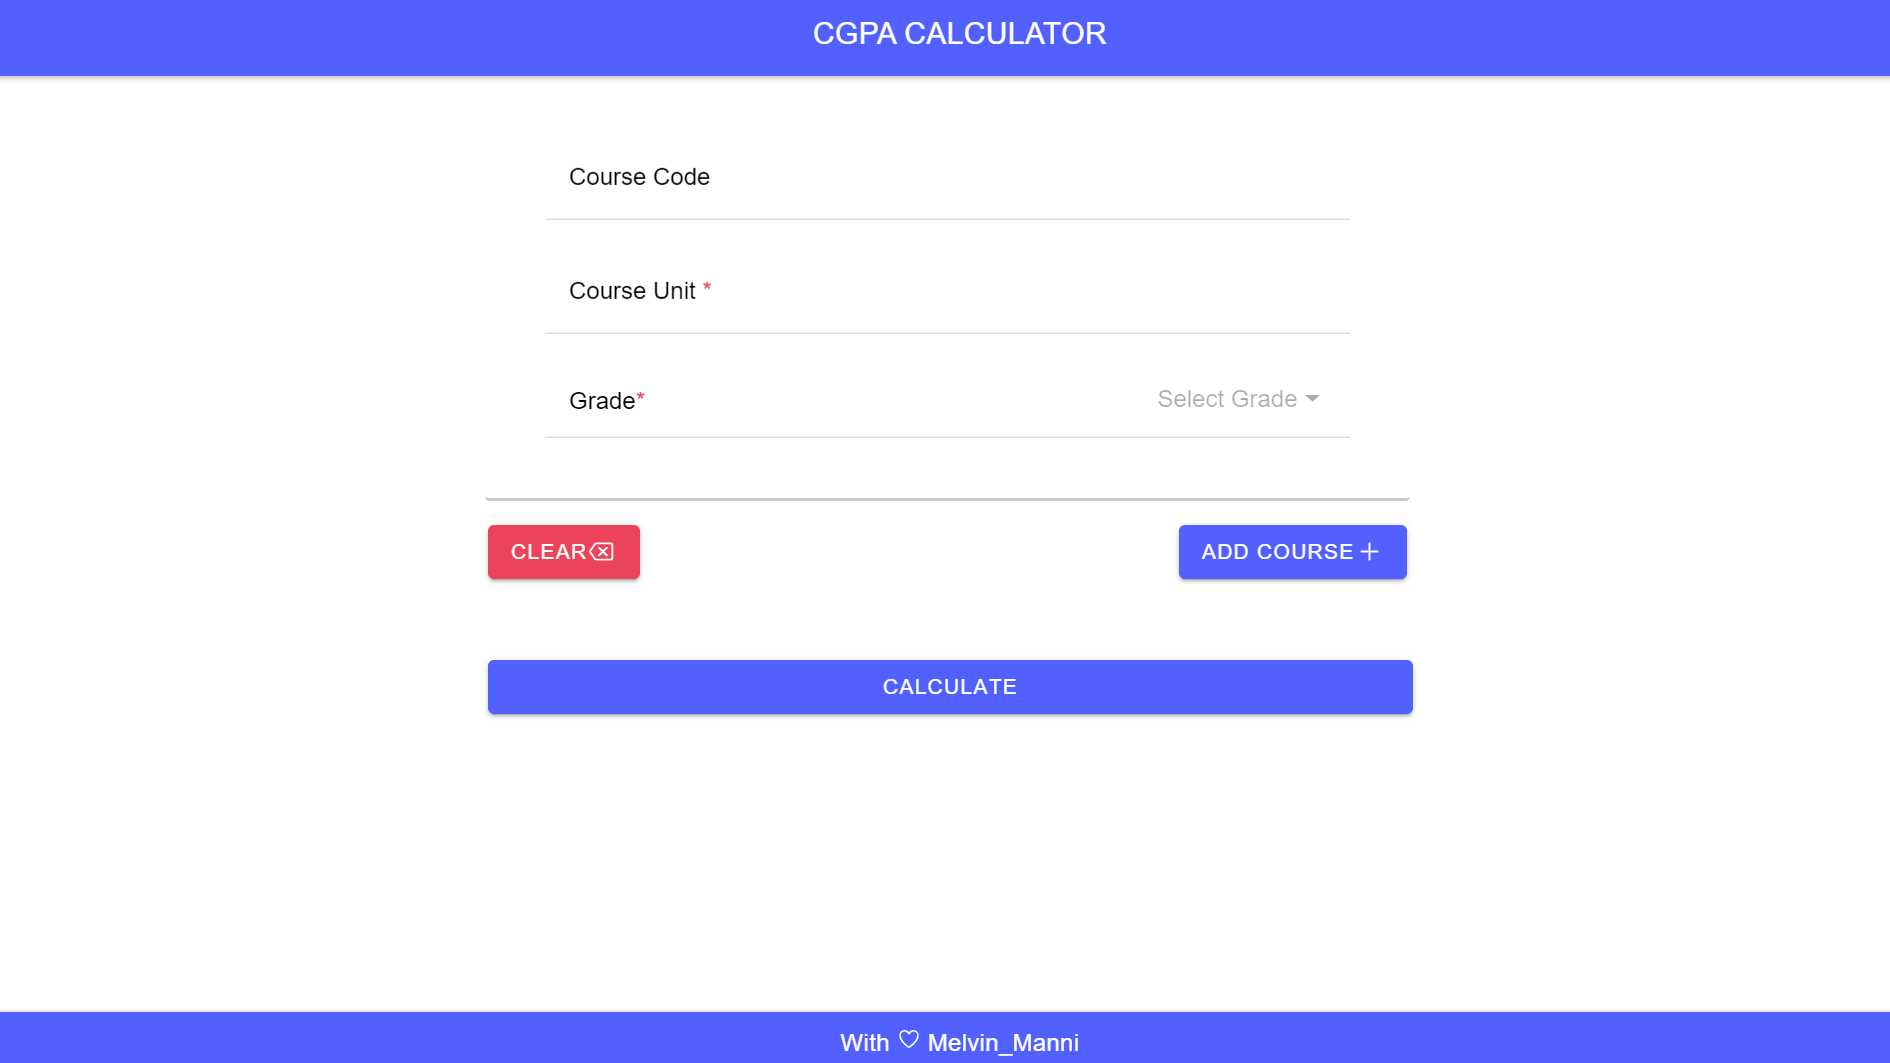 CGPA CALCULATOR
Course Code
Course Unit *
Grade* Select Grade
CLEAR
ADD COURSE +
CALCULATE
With ♡ Melvin_Manni